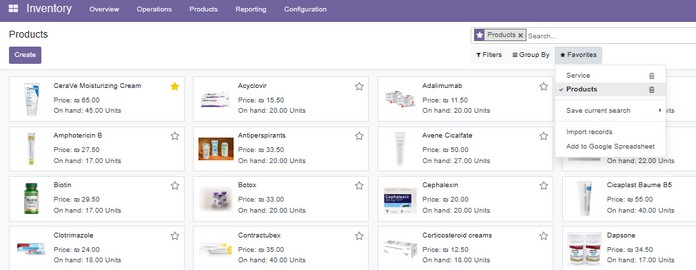 Inventory Overview Operations Products Reporting Configuration
Products
Products × Search...
Create
Filters Group By Favorites
Service
Products
Save current search
Import records
Add to Google Spreadsheet
CeraVe Moisturizing Cream
Price: ₪ 65.00
On hand: 45.00 Units
Acyclovir
Price: ₪ 15.50
On hand: 20.00 Units
Adalimumab
Price: ₪ 11.50
On hand: 20.00 Units
Amphotericin B
Price: ₪ 27.50
On hand: 17.00 Units
Antiperspirants
Price: ₪ 33.50
On hand: 20.00 Units
Avene Cicalfate
Price: ₪ 50.00
On hand: 27.00 Units
On hand: 22.00 Units
Biotin
Price: ₪ 29.50
On hand: 17.00 Units
Botox
Price: ₪ 33.00
On hand: 20.00 Units
Cephalexin
Price: ₪ 20.00
On hand: 20.00 Units
Cicaplast Baume B5
Price: ₪ 55.00
On hand: 40.00 Units
Clotrimazole
Price: ₪ 24.00
On hand: 18.00 Units
Contractubex
Price: ₪ 35.00
On hand: 40.00 Units
Corticosteroid creams
Price: ₪ 12.50
On hand: 18.00 Units
Dapsone
Price: ₪ 34.50
On hand: 18.00 Units